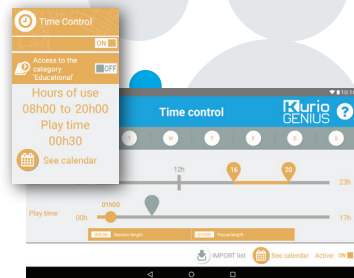 Time Control
ON
Access to the
category
'Educational'
OFF
Hours of use
08h00 to 20h00
Play time
00h30
See calendar
Time control
Kurio
GENIUS
?
T W T F S S
12h 16 20
23h
01h00
Play time 00h 17h
Session length Pause length
IMPORT list See calendar Active ON